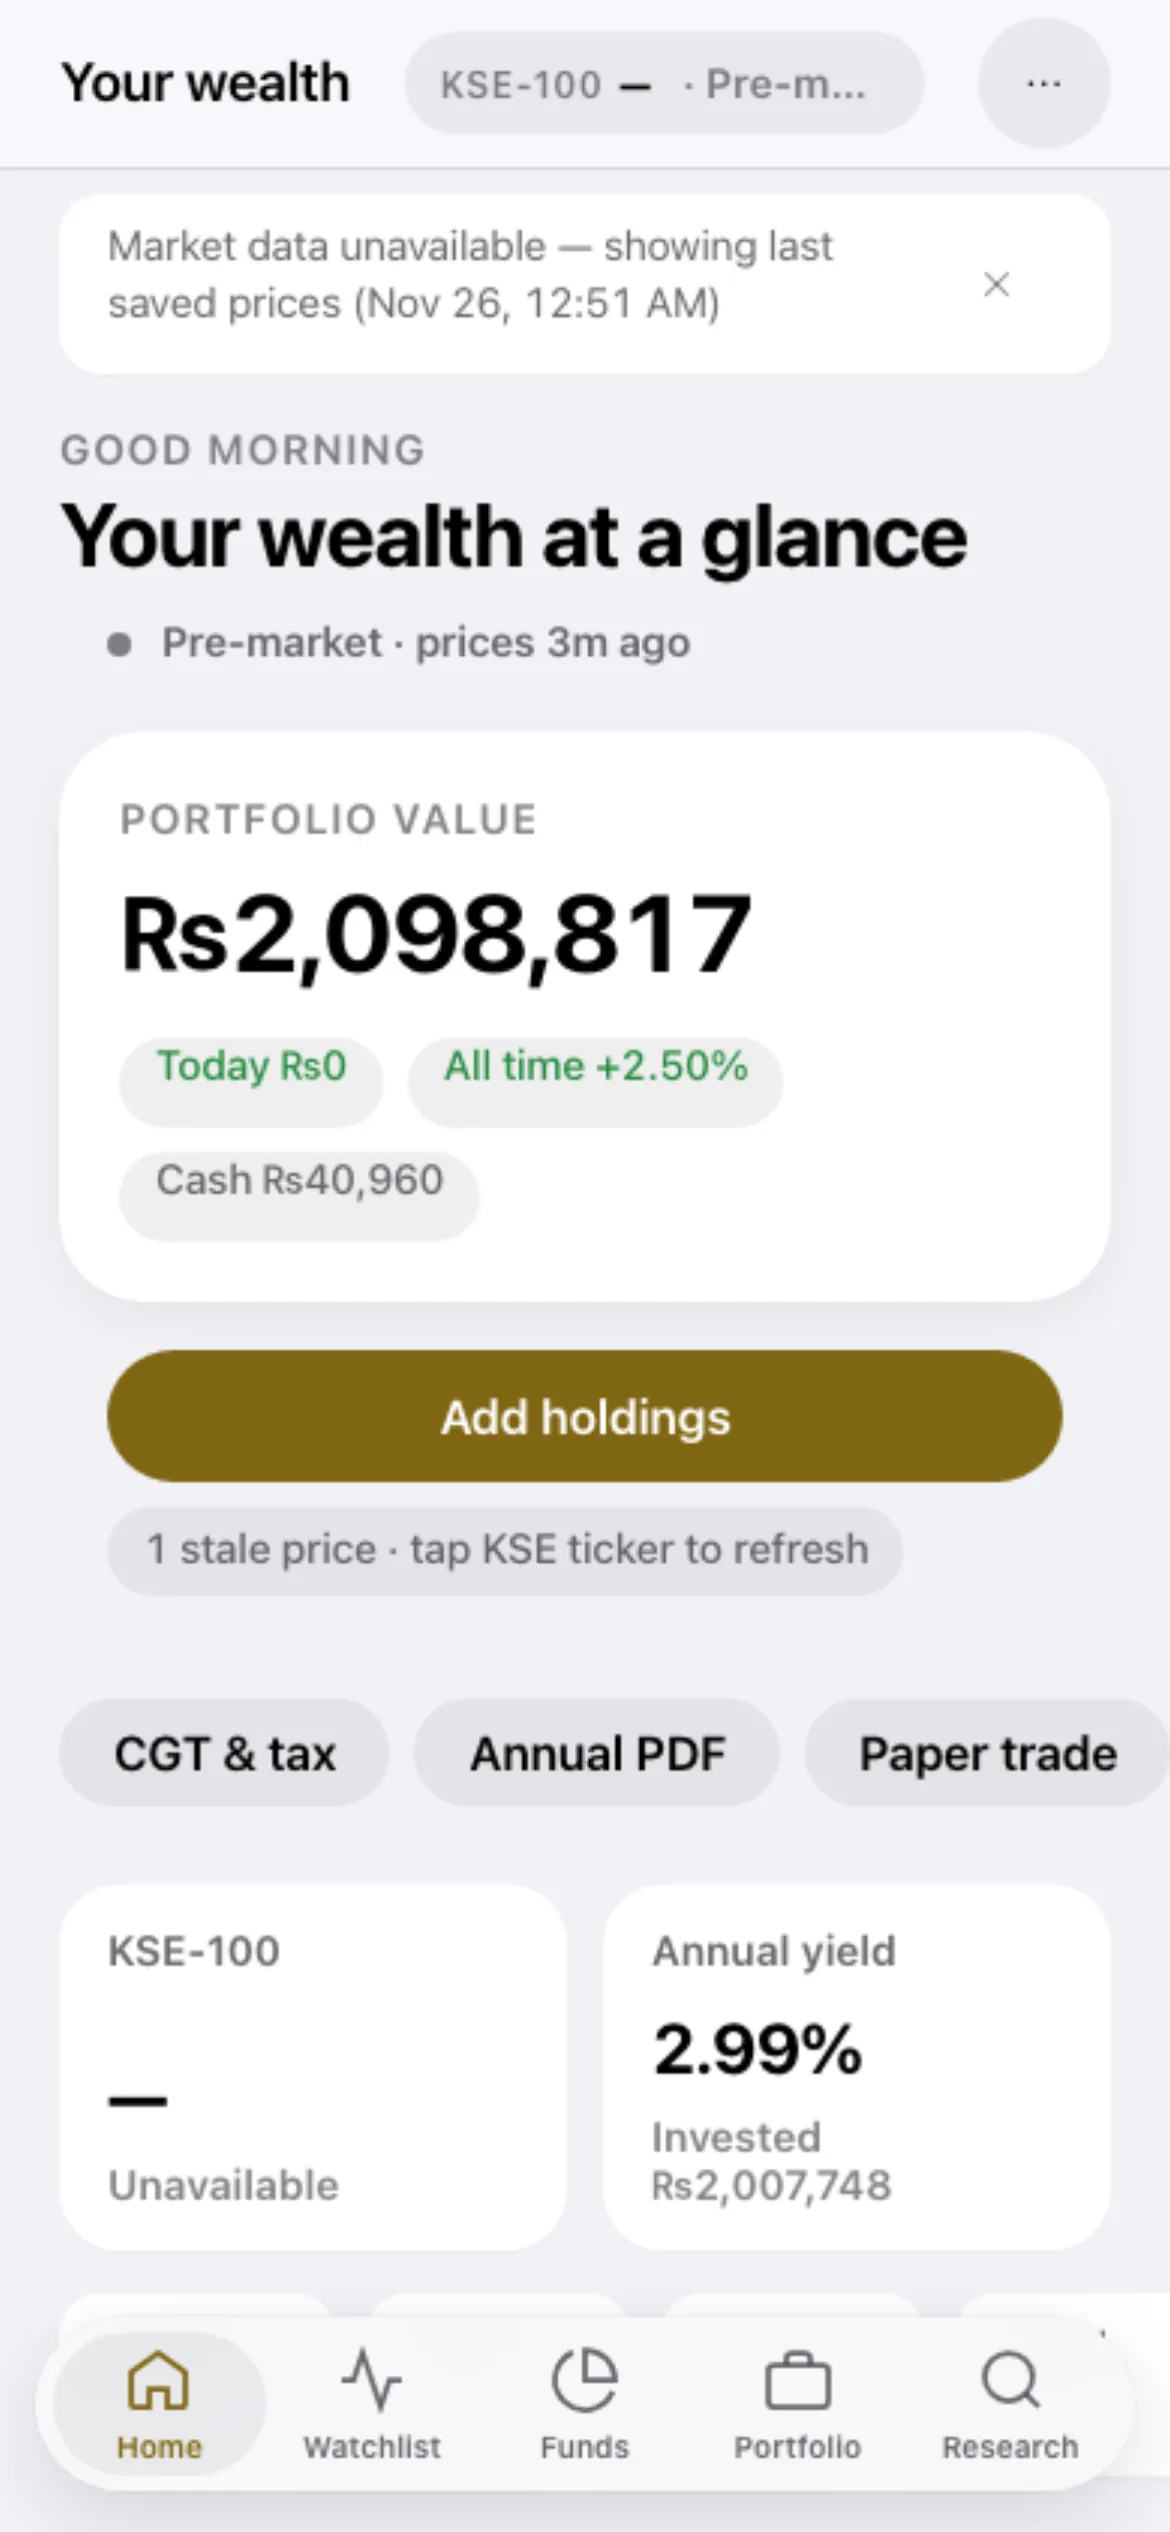 Your wealth
KSE-100 — · Pre-m...
...
Market data unavailable — showing last
saved prices (Nov 26, 12:51 AM)
GOOD MORNING
Your wealth at a glance
Pre-market · prices 3m ago
PORTFOLIO VALUE
Rs2,098,817
Today Rs0
All time +2.50%
Cash Rs40,960
Add holdings
1 stale price · tap KSE ticker to refresh
CGT & tax
Annual PDF
Paper trade
KSE-100
—
Unavailable
Annual yield
2.99%
Invested
Rs2,007,748
Home
Watchlist
Funds
Portfolio
Research